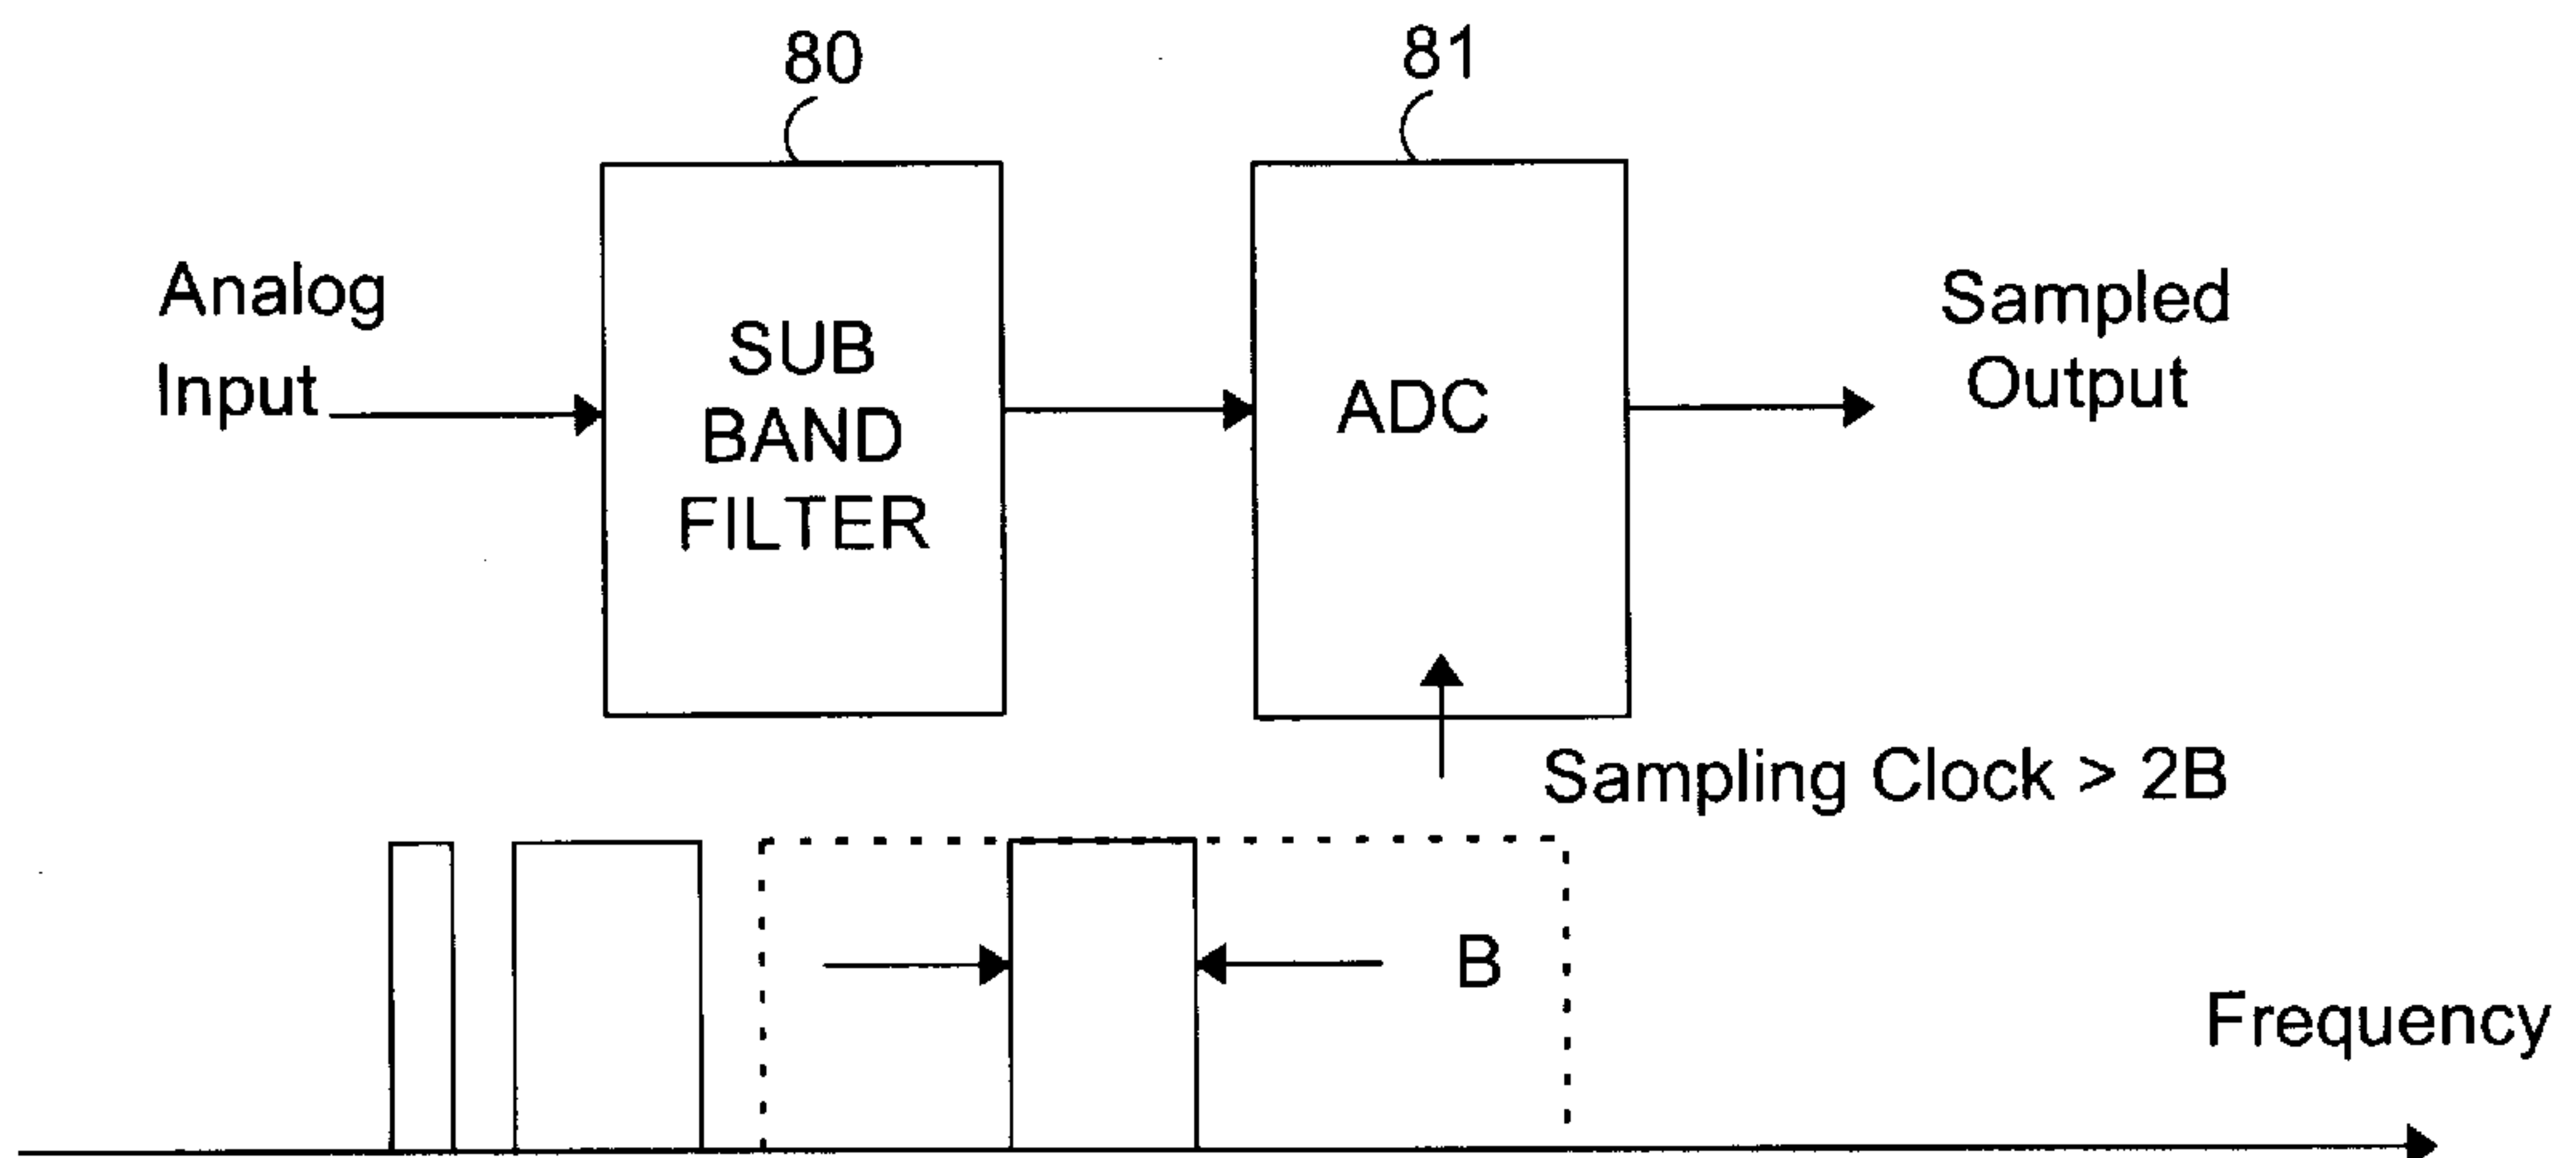 80
81
Analog
Input
SUB
BAND
FILTER
ADC
Sampled
Output
Sampling Clock > 2B
B
Frequency